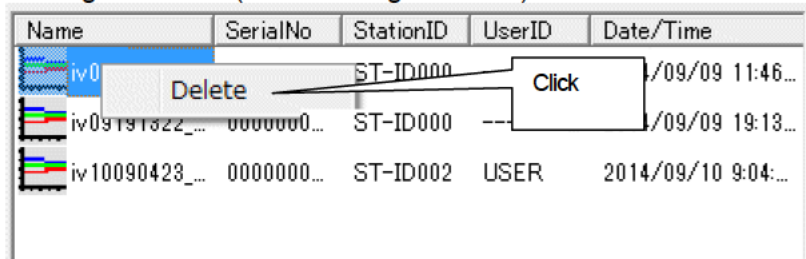 Name SerialNo StationID UserID Date/Time
iv0 ST-ID000 /09/09 11:46...
Delete
Click
iv09191322_... 0000000... ST-ID000 --- /09/09 19:13...
iv10090423_... 0000000... ST-ID002 USER 2014/09/10 9:04:...